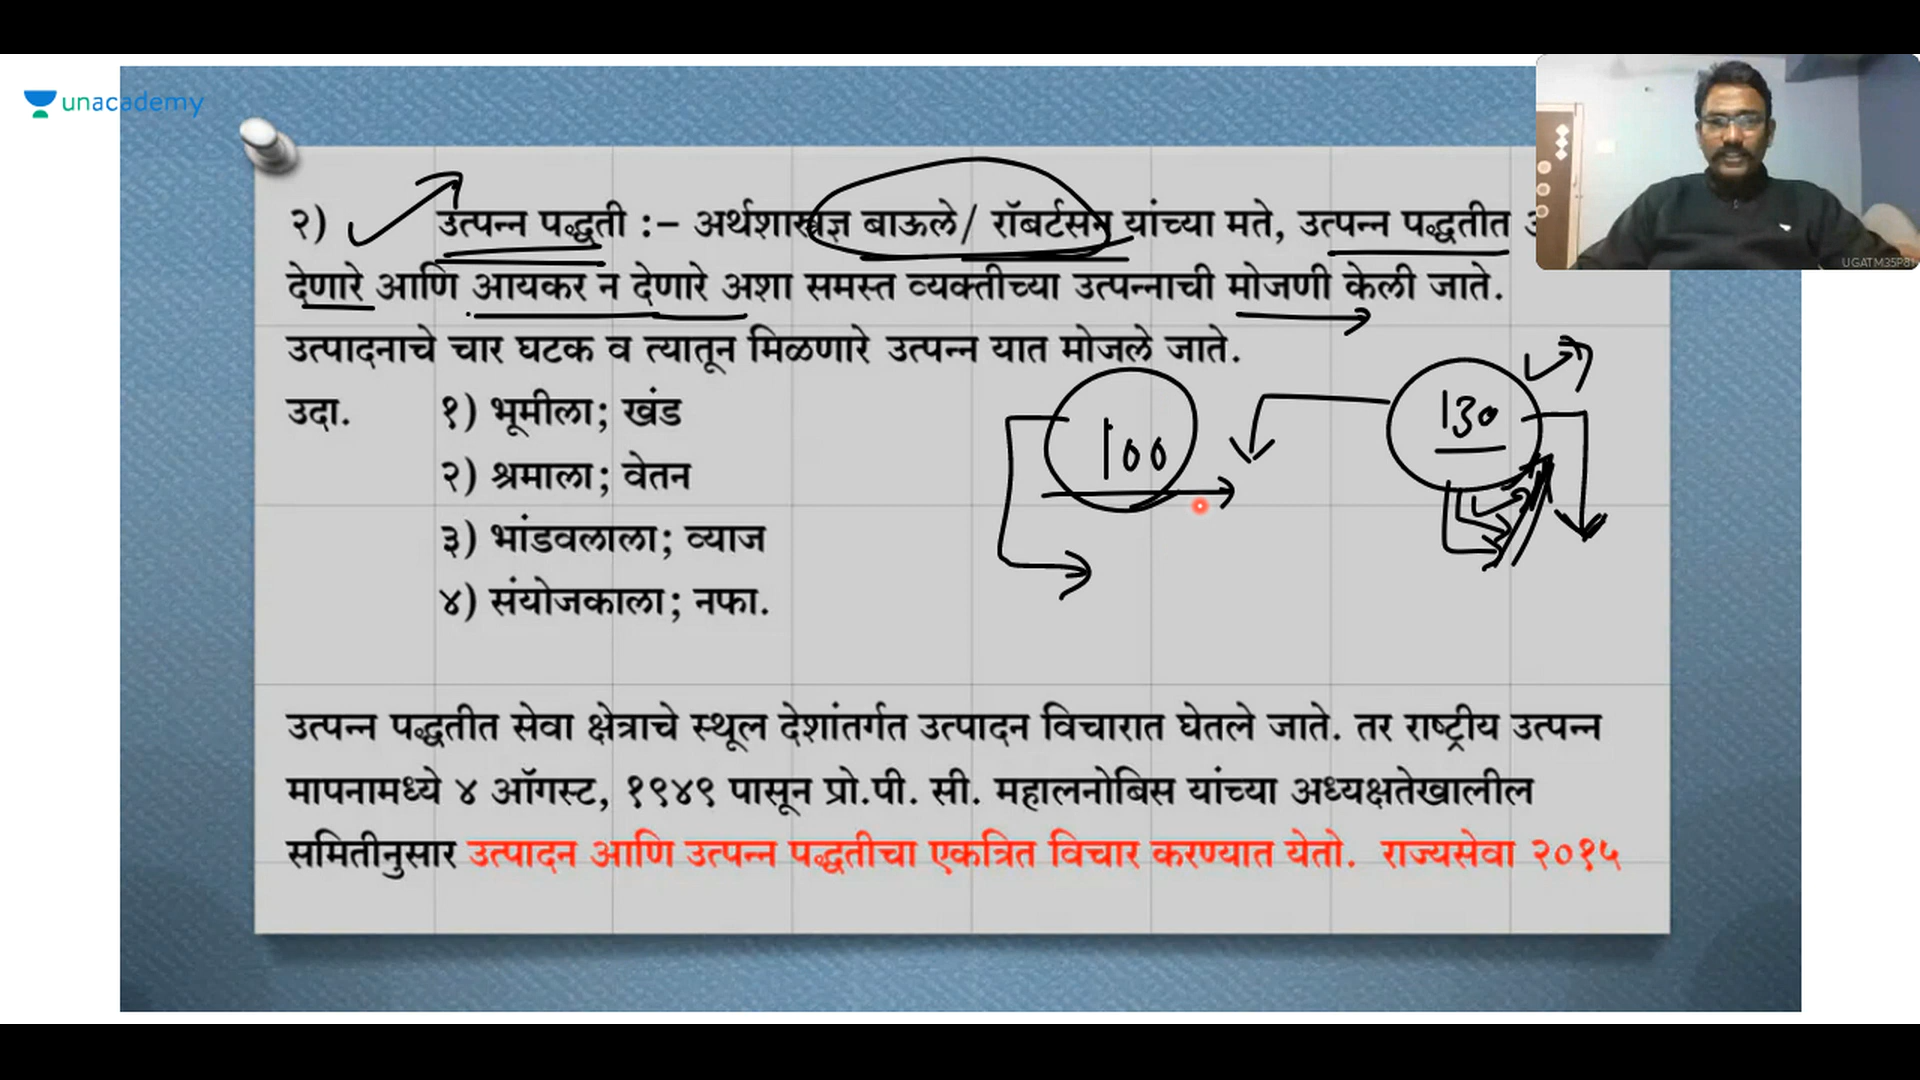 unacademy
२) उत्पन्न पद्धती :– अर्थशास्त्रज्ञ बाऊले/ रॉबर्टसन यांच्या मते, उत्पन्न पद्धतीत
देणारे आणि आयकर न देणारे अशा समस्त व्यक्तीच्या उत्पन्नाची मोजणी केली जाते.
उत्पादनाचे चार घटक व त्यातून मिळणारे उत्पन्न यात मोजले जाते.
उदा. १) भूमीला; खंड
२) श्रमाला; वेतन
३) भांडवलाला; व्याज
४) संयोजकाला; नफा.
100
130
उत्पन्न पद्धतीत सेवा क्षेत्राचे स्थूल देशांतर्गत उत्पादन विचारात घेतले जाते. तर राष्ट्रीय उत्पन्न
मापनामध्ये ४ ऑगस्ट, १९४९ पासून प्रो.पी. सी. महालनोबिस यांच्या अध्यक्षतेखालील
समितीनुसार उत्पादन आणि उत्पन्न पद्धतीचा एकत्रित विचार करण्यात येतो. राज्यसेवा २०१५